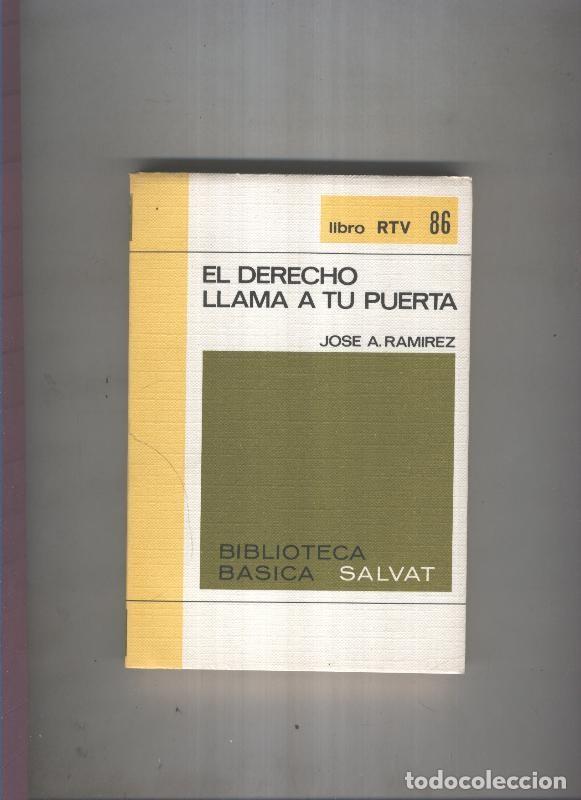 libro RTV 86
EL DERECHO
LLAMA A TU PUERTA
JOSE A. RAMIREZ
BIBLIOTECA
BASICA SALVAT
todocoleccion